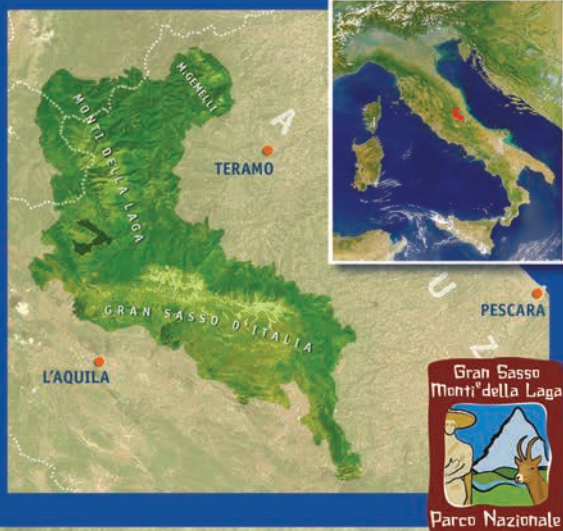 M.GEMELLI
MONTI DELLA LAGA
A
TERAMO
U
GRAN SASSO D'ITALIA
PESCARA
Z
L'AQUILA
Gran Sasso
Monti della Laga
Parco Nazionale